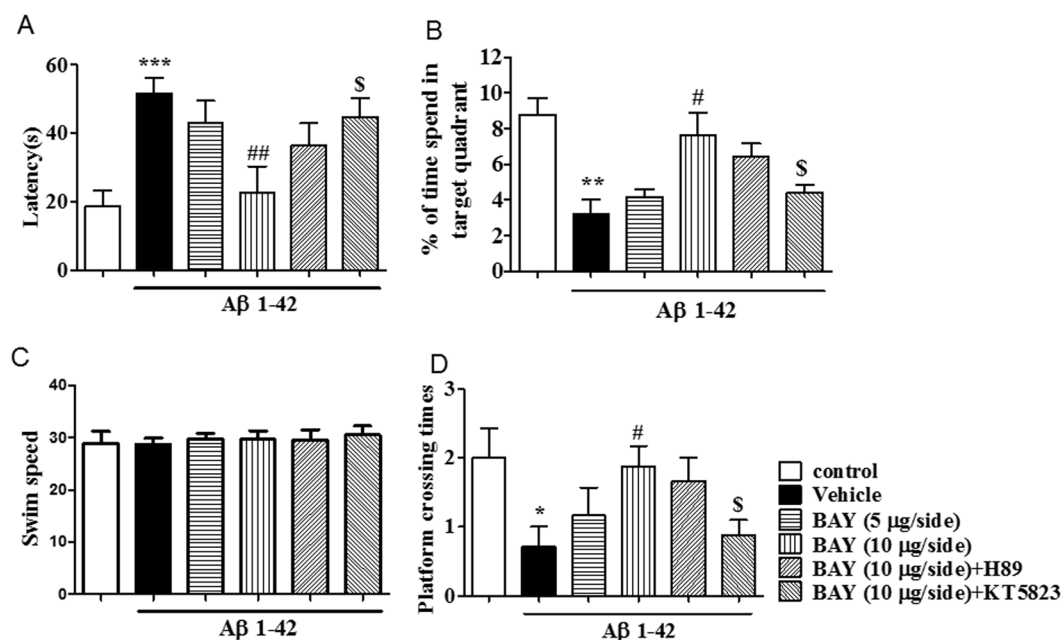 A
Latency(s)
60
40
20
0
***
##
$
Aβ 1-42
B
% of time spend in
target quadrant
12
10
8
6
4
2
0
**
#
$
Aβ 1-42
C
Swim speed
40
30
20
10
0
Aβ 1-42
D
Platform crossing times
3
2
1
0
*
#
$
Aβ 1-42
control
Vehicle
BAY (5 µg/side)
BAY (10 µg/side)
BAY (10 µg/side)+H89
BAY (10 µg/side)+KT5823